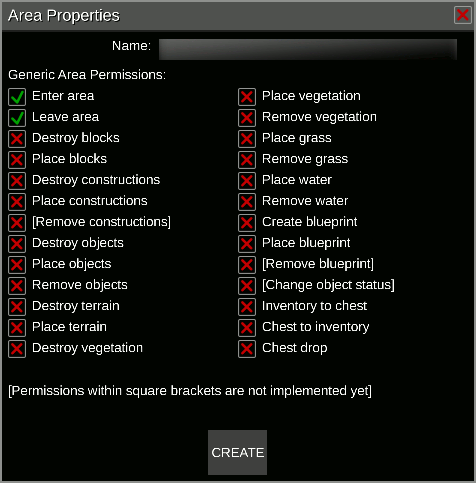 Area Properties
Name:
Generic Area Permissions:
Enter area
Leave area
Destroy blocks
Place blocks
Destroy constructions
Place constructions
[Remove constructions]
Destroy objects
Place objects
Remove objects
Destroy terrain
Place terrain
Destroy vegetation
Place vegetation
Remove vegetation
Place grass
Remove grass
Place water
Remove water
Create blueprint
Place blueprint
[Remove blueprint]
[Change object status]
Inventory to chest
Chest to inventory
Chest drop
[Permissions within square brackets are not implemented yet]
CREATE